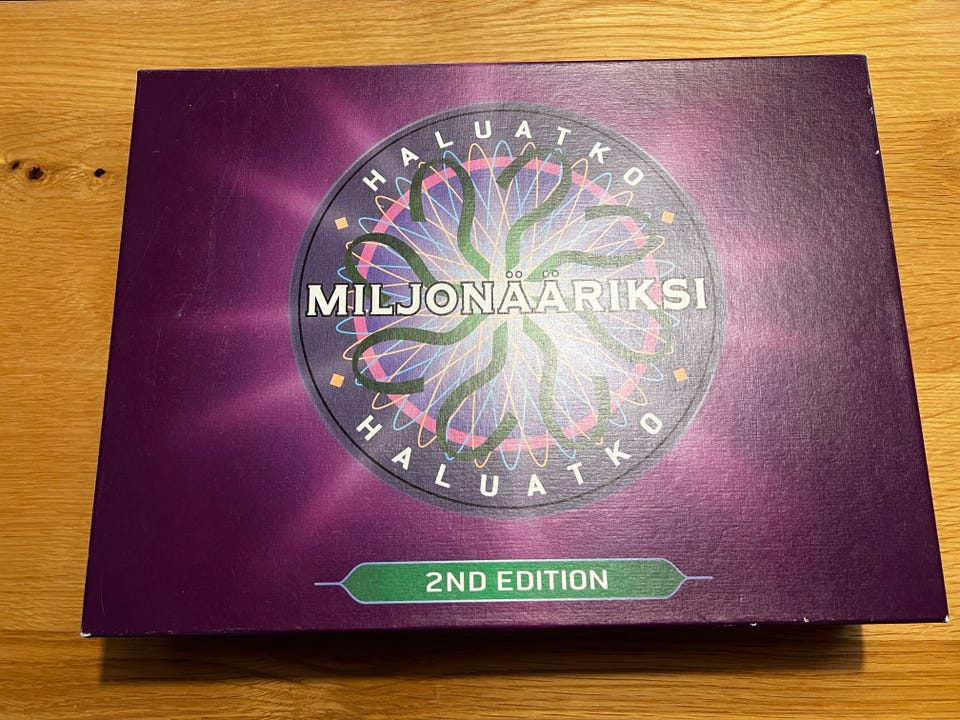 HALUATKO
MILJONÄÄRIKSI
HALUATKO
2ND EDITION